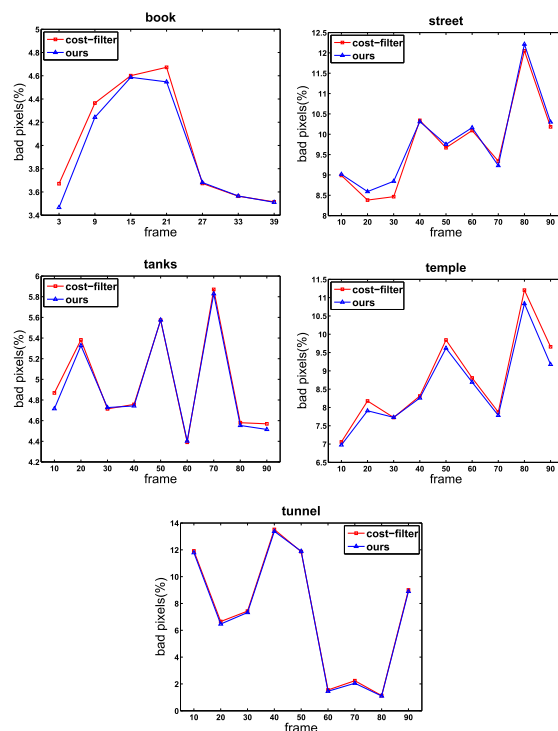 book
cost-filter
ours
bad pixels(%)
5
4.8
4.6
4.4
4.2
4
3.8
3.6
3.4
3 9 15 21 27 33 39
frame
street
cost-filter
ours
bad pixels(%)
12.5
12
11.5
11
10.5
10
9.5
9
8.5
8
10 20 30 40 50 60 70 80 90
frame
tanks
cost-filter
ours
bad pixels(%)
6
5.8
5.6
5.4
5.2
5
4.8
4.6
4.4
4.2
10 20 30 40 50 60 70 80 90
frame
temple
cost-filter
ours
bad pixels(%)
11.5
11
10.5
10
9.5
9
8.5
8
7.5
7
6.5
10 20 30 40 50 60 70 80 90
frame
tunnel
cost-filter
ours
bad pixels(%)
14
12
10
8
6
4
2
0
10 20 30 40 50 60 70 80 90
frame